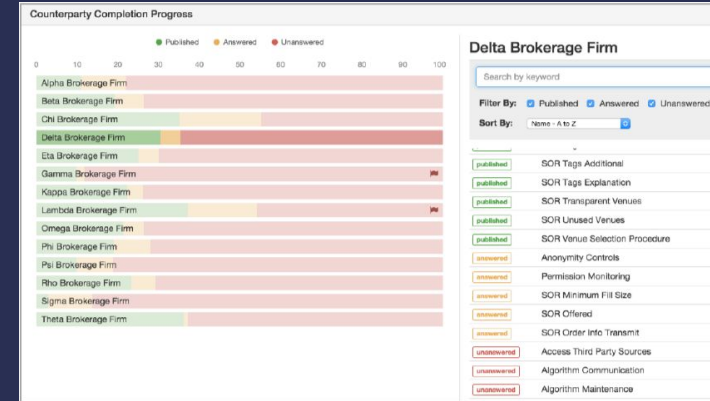 Counterparty Completion Progress
Published Answered Unanswered
0 10 20 30 40 50 60 70 80 90 100
Alpha Brokerage Firm
Beta Brokerage Firm
Chi Brokerage Firm
Delta Brokerage Firm
Eta Brokerage Firm
Gamma Brokerage Firm
Kappa Brokerage Firm
Lambda Brokerage Firm
Omega Brokerage Firm
Phi Brokerage Firm
Psi Brokerage Firm
Rho Brokerage Firm
Sigma Brokerage Firm
Theta Brokerage Firm
Delta Brokerage Firm
Search by keyword
Filter By: Published Answered Unanswered
Sort By: Name - A to Z
published SOR Tags Additional
published SOR Tags Explanation
published SOR Transparent Venues
published SOR Unused Venues
published SOR Venue Selection Procedure
answered Anonymity Controls
answered Permission Monitoring
answered SOR Minimum Fill Size
answered SOR Offered
answered SOR Order Info Transmit
unanswered Access Third Party Sources
unanswered Algorithm Communication
unanswered Algorithm Maintenance